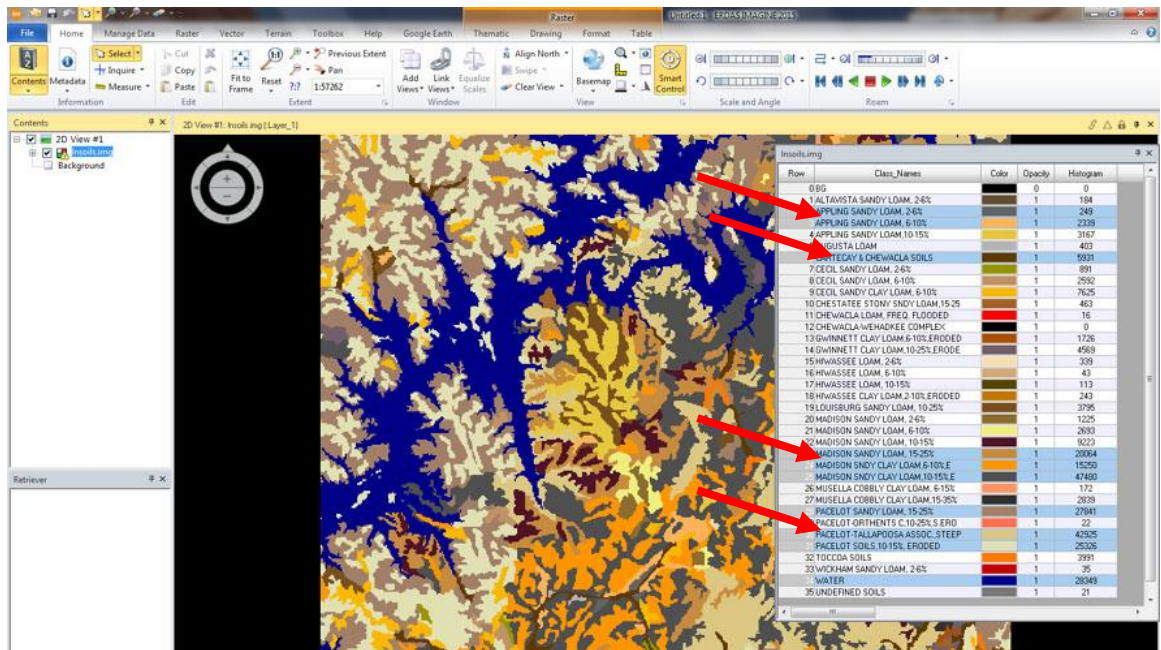 Raster
Untitled:1 - ERDAS IMAGINE 2015
File Home Manage Data Raster Vector Terrain Toolbox Help Google Earth Thematic Drawing Format Table
Contents Metadata Select Inquire Measure
Information
Cut Copy Paste
Edit
Fit to Frame Reset (1:1) ?:? Previous Extent Pan 1:57262
Extent
Add Views Link Views Equalize Scales
Window
Align North Swipe Clear View Basemap Smart Control
View
Scale and Angle
Roam
Contents
2D View #1
lnsoils.img
Background
Retriever
2D View #1: lnsoils.img (:Layer_1)
lnsoils.img
Row Class_Names Color Opacity Histogram
0 BG 0 0
1 ALTAVISTA SANDY LOAM, 2-6% 1 184
APPLING SANDY LOAM, 2-6% 1 249
APPLING SANDY LOAM, 6-10% 1 2339
4 APPLING SANDY LOAM,10-15% 1 3167
AUGUSTA LOAM 1 403
CARTECAY & CHEWACLA SOILS 1 5931
7 CECIL SANDY LOAM, 2-6% 1 891
8 CECIL SANDY LOAM, 6-10% 1 2592
9 CECIL SANDY CLAY LOAM, 6-10% 1 7625
10 CHESTATEE STONY SNDY LOAM,15-25 1 463
11 CHEWACLA LOAM, FREQ. FLOODED 1 16
12 CHEWACLA-WEHADKEE COMPLEX 1 0
13 GWINNETT CLAY LOAM,6-10%,ERODED 1 1726
14 GWINNETT CLAY LOAM,10-25%,ERODE 1 4569
15 HIWASSEE LOAM, 2-6% 1 339
16 HIWASSEE LOAM, 6-10% 1 43
17 HIWASSEE LOAM, 10-15% 1 113
18 HIWASSEE CLAY LOAM,2-10%,ERODED 1 243
19 LOUISBURG SANDY LOAM, 10-25% 1 3795
20 MADISON SANDY LOAM, 2-6% 1 1225
21 MADISON SANDY LOAM, 6-10% 1 2693
22 MADISON SANDY LOAM, 10-15% 1 9223
MADISON SANDY LOAM, 15-25% 1 20064
MADISON SNDY CLAY LOAM,6-10%,E 1 15250
MADISON SNDY CLAY LOAM,10-15%,E 1 47480
26 MUSELLA COBBLY CLAY LOAM, 6-15% 1 172
27 MUSELLA COBBLY CLAY LOAM,15-35% 1 2839
PACELOT SANDY LOAM, 15-25% 1 27841
PACELOT-ORTHENTS C,10-25%,S.ERO 1 22
PACELOT-TALLAPOOSA ASSOC.,STEEP 1 42925
PACELOT SOILS,10-15%, ERODED 1 25326
32 TOCCOA SOILS 1 3991
33 WICKHAM SANDY LOAM, 2-6% 1 35
WATER 1 28349
35 UNDEFINED SOILS 1 21